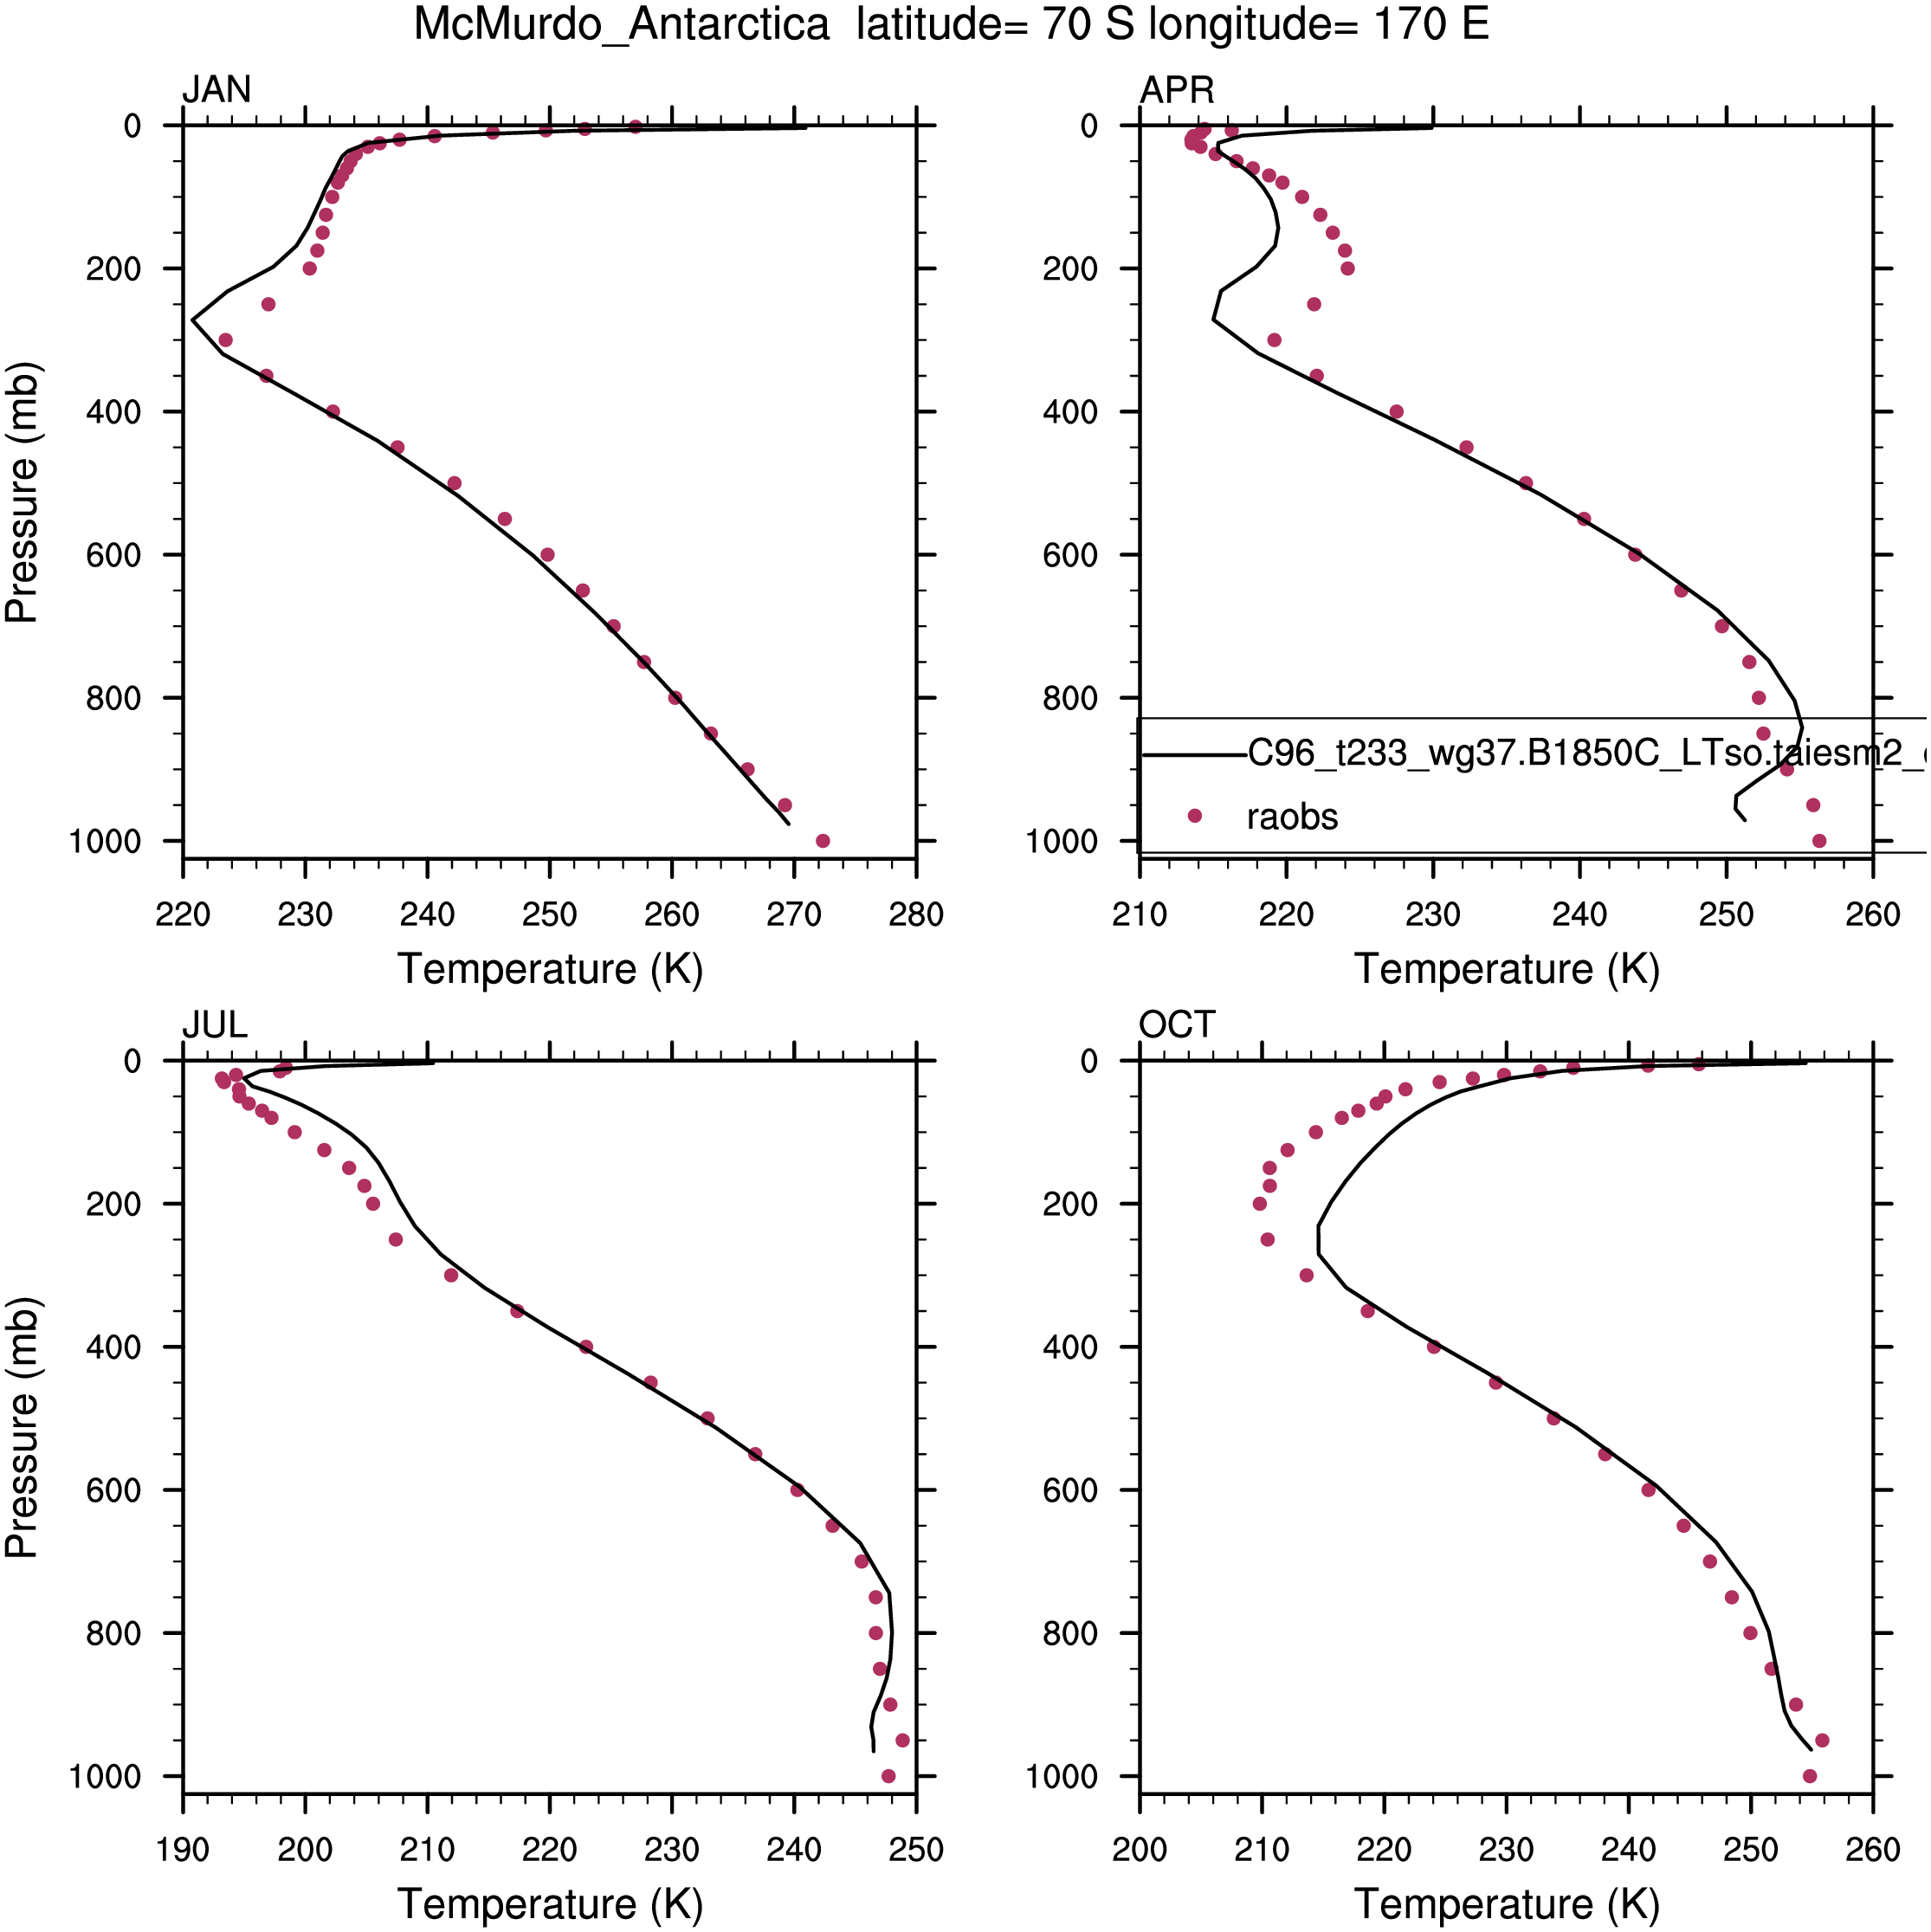 McMurdo_Antarctica latitude= 70 S longitude= 170 E
JAN
0
200
400
600
800
1000
220 230 240 250 260 270 280
Pressure (mb)
Temperature (K)
APR
0
200
400
600
800
1000
C96_t233_wg37.B1850C_LTso.taiesm2_
raobs
210 220 230 240 250 260
Temperature (K)
JUL
0
200
400
600
800
1000
190 200 210 220 230 240 250
Pressure (mb)
Temperature (K)
OCT
0
200
400
600
800
1000
200 210 220 230 240 250 260
Temperature (K)